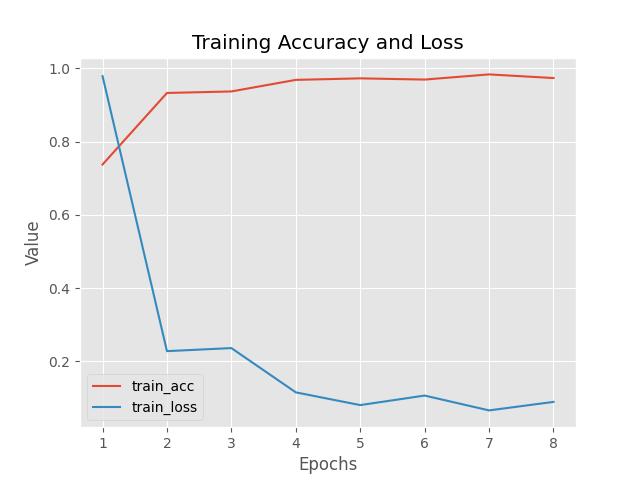 Training Accuracy and Loss
1.0
0.8
0.6
0.4
0.2
Value
train_acc
train_loss
1 2 3 4 5 6 7 8
Epochs